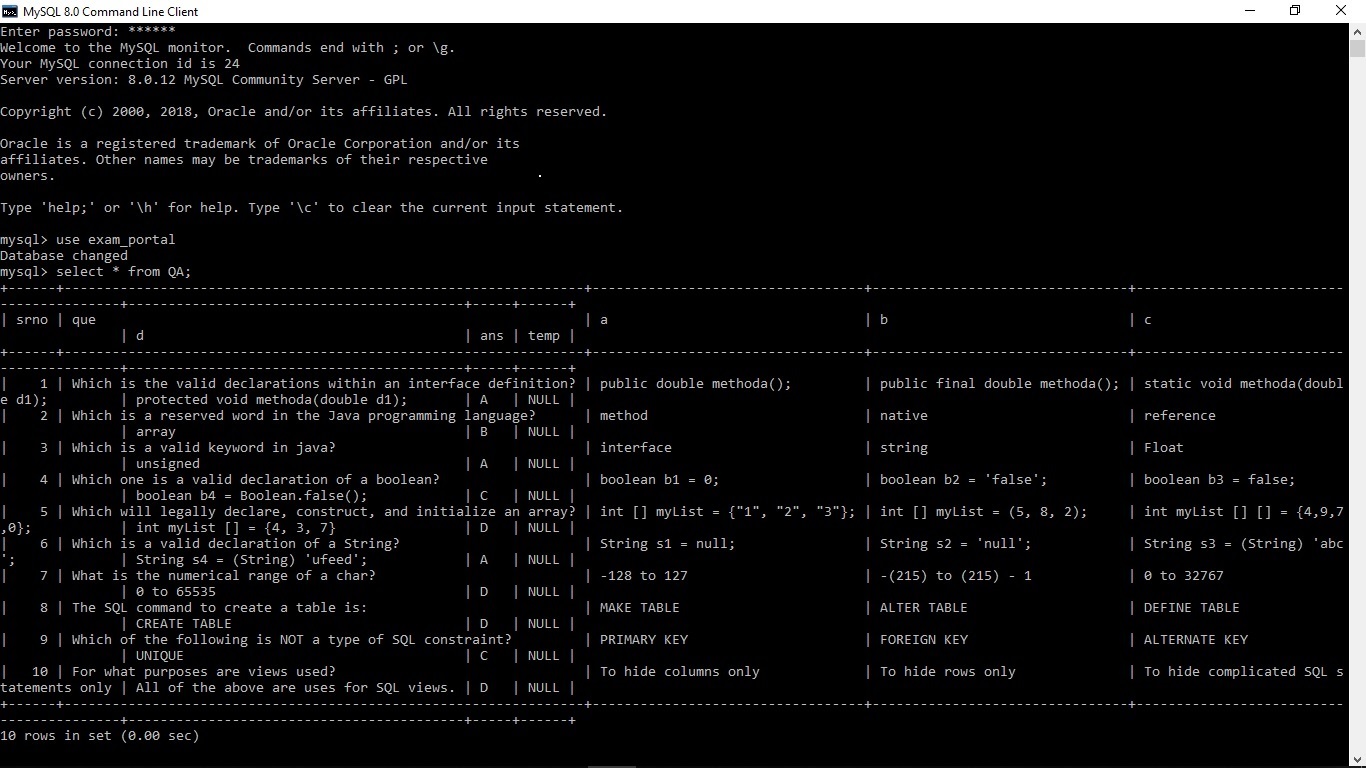 MySQL 8.0 Command Line Client
Enter password: ******
Welcome to the MySQL monitor.  Commands end with ; or \g.
Your MySQL connection id is 24
Server version: 8.0.12 MySQL Community Server - GPL
Copyright (c) 2000, 2018, Oracle and/or its affiliates. All rights reserved.
Oracle is a registered trademark of Oracle Corporation and/or its
affiliates. Other names may be trademarks of their respective
owners.
Type 'help;' or '\h' for help. Type '\c' to clear the current input statement.
mysql> use exam_portal
Database changed
mysql> select * from QA;
+------+----------------------------------------------------------------+----------------------------------+--------------------------------+--------------------------
---------------+------------------------------------------+-----+------+
| srno | que | a | b | c
| d | ans | temp |
+------+----------------------------------------------------------------+----------------------------------+--------------------------------+--------------------------
---------------+------------------------------------------+-----+------+
| 1 | Which is the valid declarations within an interface definition? | public double methoda(); | public final double methoda(); | static void methoda(doubl
e d1); | protected void methoda(double d1); | A | NULL |
| 2 | Which is a reserved word in the Java programming language? | method | native | reference
| array | B | NULL |
| 3 | Which is a valid keyword in java? | interface | string | Float
| unsigned | A | NULL |
| 4 | Which one is a valid declaration of a boolean? | boolean b1 = 0; | boolean b2 = 'false'; | boolean b3 = false;
| boolean b4 = Boolean.false(); | C | NULL |
| 5 | Which will legally declare, construct, and initialize an array? | int [] myList = {"1", "2", "3"}; | int [] myList = (5, 8, 2); | int myList [] [] = {4,9,7
,0}; | int myList [] = {4, 3, 7} | D | NULL |
| 6 | Which is a valid declaration of a String? | String s1 = null; | String s2 = 'null'; | String s3 = (String) 'abc
'; | String s4 = (String) 'ufeed'; | A | NULL |
| 7 | What is the numerical range of a char? | -128 to 127 | -(215) to (215) - 1 | 0 to 32767
| 0 to 65535 | D | NULL |
| 8 | The SQL command to create a table is: | MAKE TABLE | ALTER TABLE | DEFINE TABLE
| CREATE TABLE | D | NULL |
| 9 | Which of the following is NOT a type of SQL constraint? | PRIMARY KEY | FOREIGN KEY | ALTERNATE KEY
| UNIQUE | C | NULL |
| 10 | For what purposes are views used? | To hide columns only | To hide rows only | To hide complicated SQL s
tatements only | All of the above are uses for SQL views. | D | NULL |
+------+----------------------------------------------------------------+----------------------------------+--------------------------------+--------------------------
---------------+------------------------------------------+-----+------+
10 rows in set (0.00 sec)